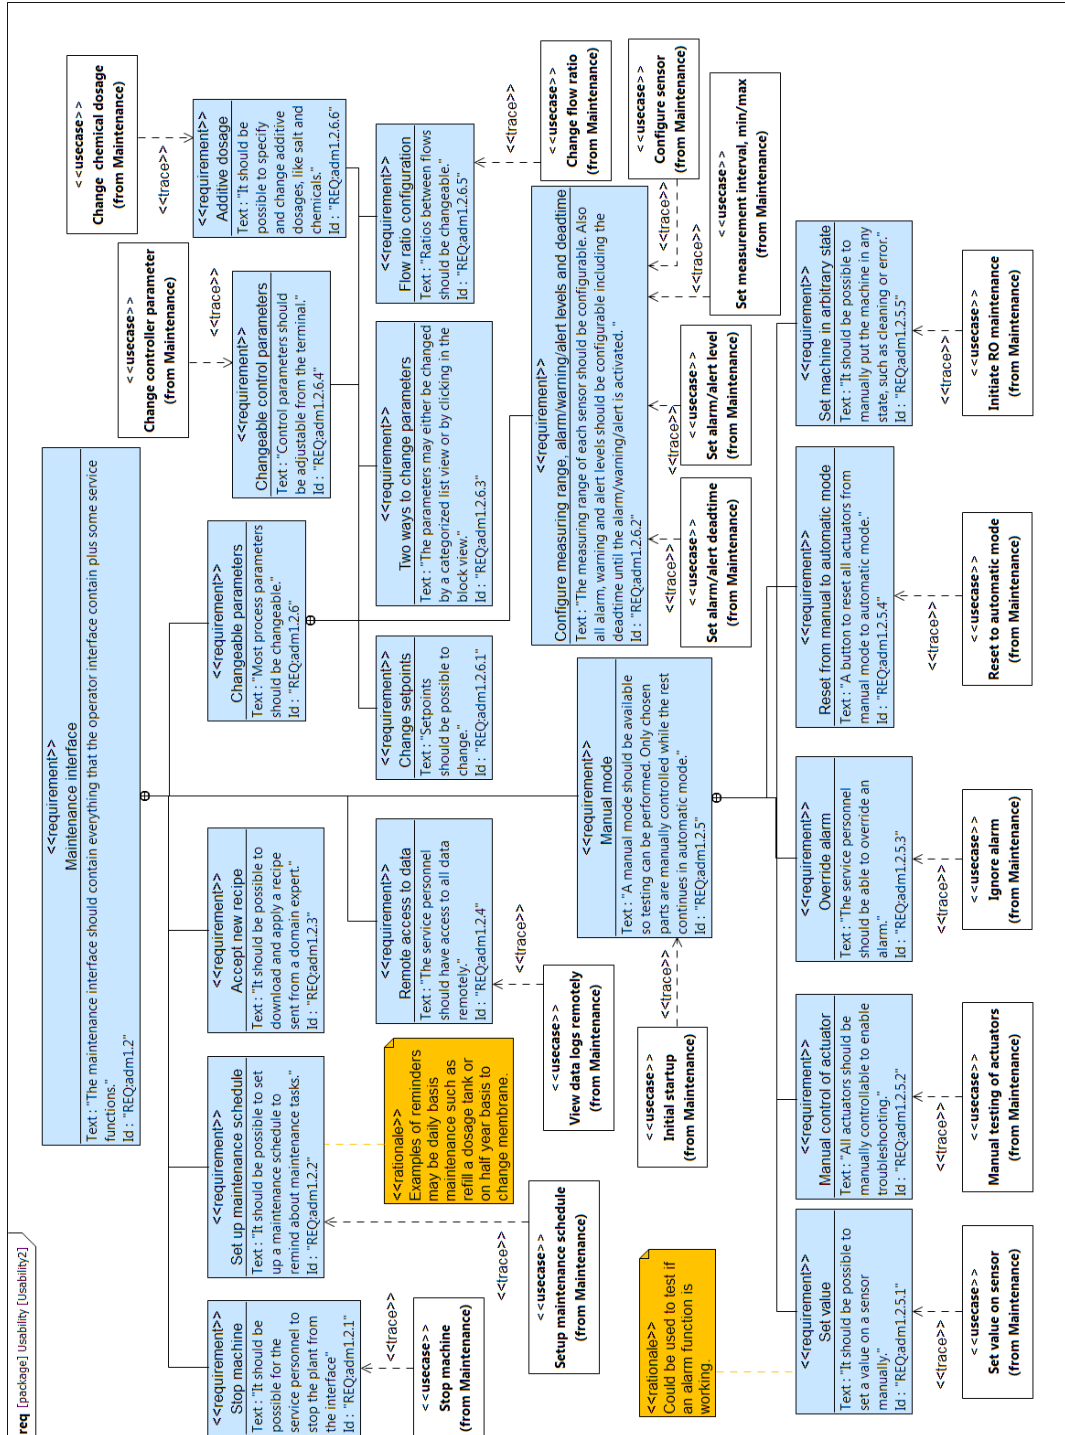 req [package] Usability [Usability2]
<<requirement>>
Maintenance interface
Text : "The maintenance interface should contain everything that the operator interface contain plus some service
functions."
Id : "REQ:adm1.2"
<<requirement>>
Stop machine
Text : "It should be
possible for the
service personnel to
stop the plant from
the interface"
Id : "REQ:adm1.2.1"
<<trace>>
<<usecase>>
Stop machine
(from Maintenance)
<<requirement>>
Set up maintenance schedule
Text : "It should be possible to set
up a maintenance schedule to
remind about maintenance tasks."
Id : "REQ:adm1.2.2"
<<rationale>>
Examples of reminders
may be daily basis
maintenance such as
refill a dosage tank or
on half year basis to
change membrane.
<<trace>>
<<usecase>>
Setup maintenance schedule
(from Maintenance)
<<requirement>>
Accept new recipe
Text : "It should be possible to
download and apply a recipe
sent from a domain expert."
Id : "REQ:adm1.2.3"
<<requirement>>
Remote access to data
Text : "The service personnel
should have access to all data
remotely."
Id : "REQ:adm1.2.4"
<<trace>>
<<usecase>>
View data logs remotely
(from Maintenance)
<<requirement>>
Changeable parameters
Text : "Most process parameters
should be changeable."
Id : "REQ:adm1.2.6"
<<usecase>>
Change controller parameter
(from Maintenance)
<<trace>>
<<requirement>>
Changeable control parameters
Text : "Control parameters should
be adjustable from the terminal."
Id : "REQ:adm1.2.6.4"
<<usecase>>
Change chemical dosage
(from Maintenance)
<<trace>>
<<requirement>>
Additive dosage
Text : "It should be
possible to specify
and change additive
dosages, like salt and
chemicals."
Id : "REQ:adm1.2.6.6"
<<requirement>>
Change setpoints
Text : "Setpoints
should be possible to
change."
Id : "REQ:adm1.2.6.1"
<<requirement>>
Two ways to change parameters
Text : "The parameters may either be changed
by a categorized list view or by clicking in the
block view."
Id : "REQ:adm1.2.6.3"
<<requirement>>
Flow ratio configuration
Text : "Ratios between flows
should be changeable."
Id : "REQ:adm1.2.6.5"
<<trace>>
<<usecase>>
Change flow ratio
(from Maintenance)
<<requirement>>
Configure measuring range, alarm/warning/alert levels and deadtime
Text : "The measuring range of each sensor should be configurable. Also
all alarm, warning and alert levels should be configurable including the
deadtime until the alarm/warning/alert is activated. "
Id : "REQ:adm1.2.6.2"
<<trace>>
<<usecase>>
Set alarm/alert deadtime
(from Maintenance)
<<trace>>
<<usecase>>
Set alarm/alert level
(from Maintenance)
<<trace>>
<<usecase>>
Set measurement interval, min/max
(from Maintenance)
<<trace>>
<<usecase>>
Configure sensor
(from Maintenance)
<<usecase>>
Initial startup
(from Maintenance)
<<trace>>
<<requirement>>
Manual mode
Text : "A manual mode should be available
so testing can be performed. Only chosen
parts are manually controlled while the rest
continues in automatic mode."
Id : "REQ:adm1.2.5"
<<rationale>>
Could be used to test if
an alarm function is
working.
<<requirement>>
Set value
Text : "It should be possible to
set a value on a sensor
manually."
Id : "REQ:adm1.2.5.1"
<<trace>>
<<usecase>>
Set value on sensor
(from Maintenance)
<<requirement>>
Manual control of actuator
Text : "All actuators should be
manually controllable to enable
troubleshooting."
Id : "REQ:adm1.2.5.2"
<<trace>>
<<usecase>>
Manual testing of actuators
(from Maintenance)
<<requirement>>
Override alarm
Text : "The service personnel
should be able to override an
alarm."
Id : "REQ:adm1.2.5.3"
<<trace>>
<<usecase>>
Ignore alarm
(from Maintenance)
<<requirement>>
Reset from manual to automatic mode
Text : "A button to reset all actuators from
manual mode to automatic mode."
Id : "REQ:adm1.2.5.4"
<<trace>>
<<usecase>>
Reset to automatic mode
(from Maintenance)
<<requirement>>
Set machine in arbitrary state
Text : "It should be possible to
manually put the machine in any
state, such as cleaning or error."
Id : "REQ:adm1.2.5.5"
<<trace>>
<<usecase>>
Initiate RO maintenance
(from Maintenance)